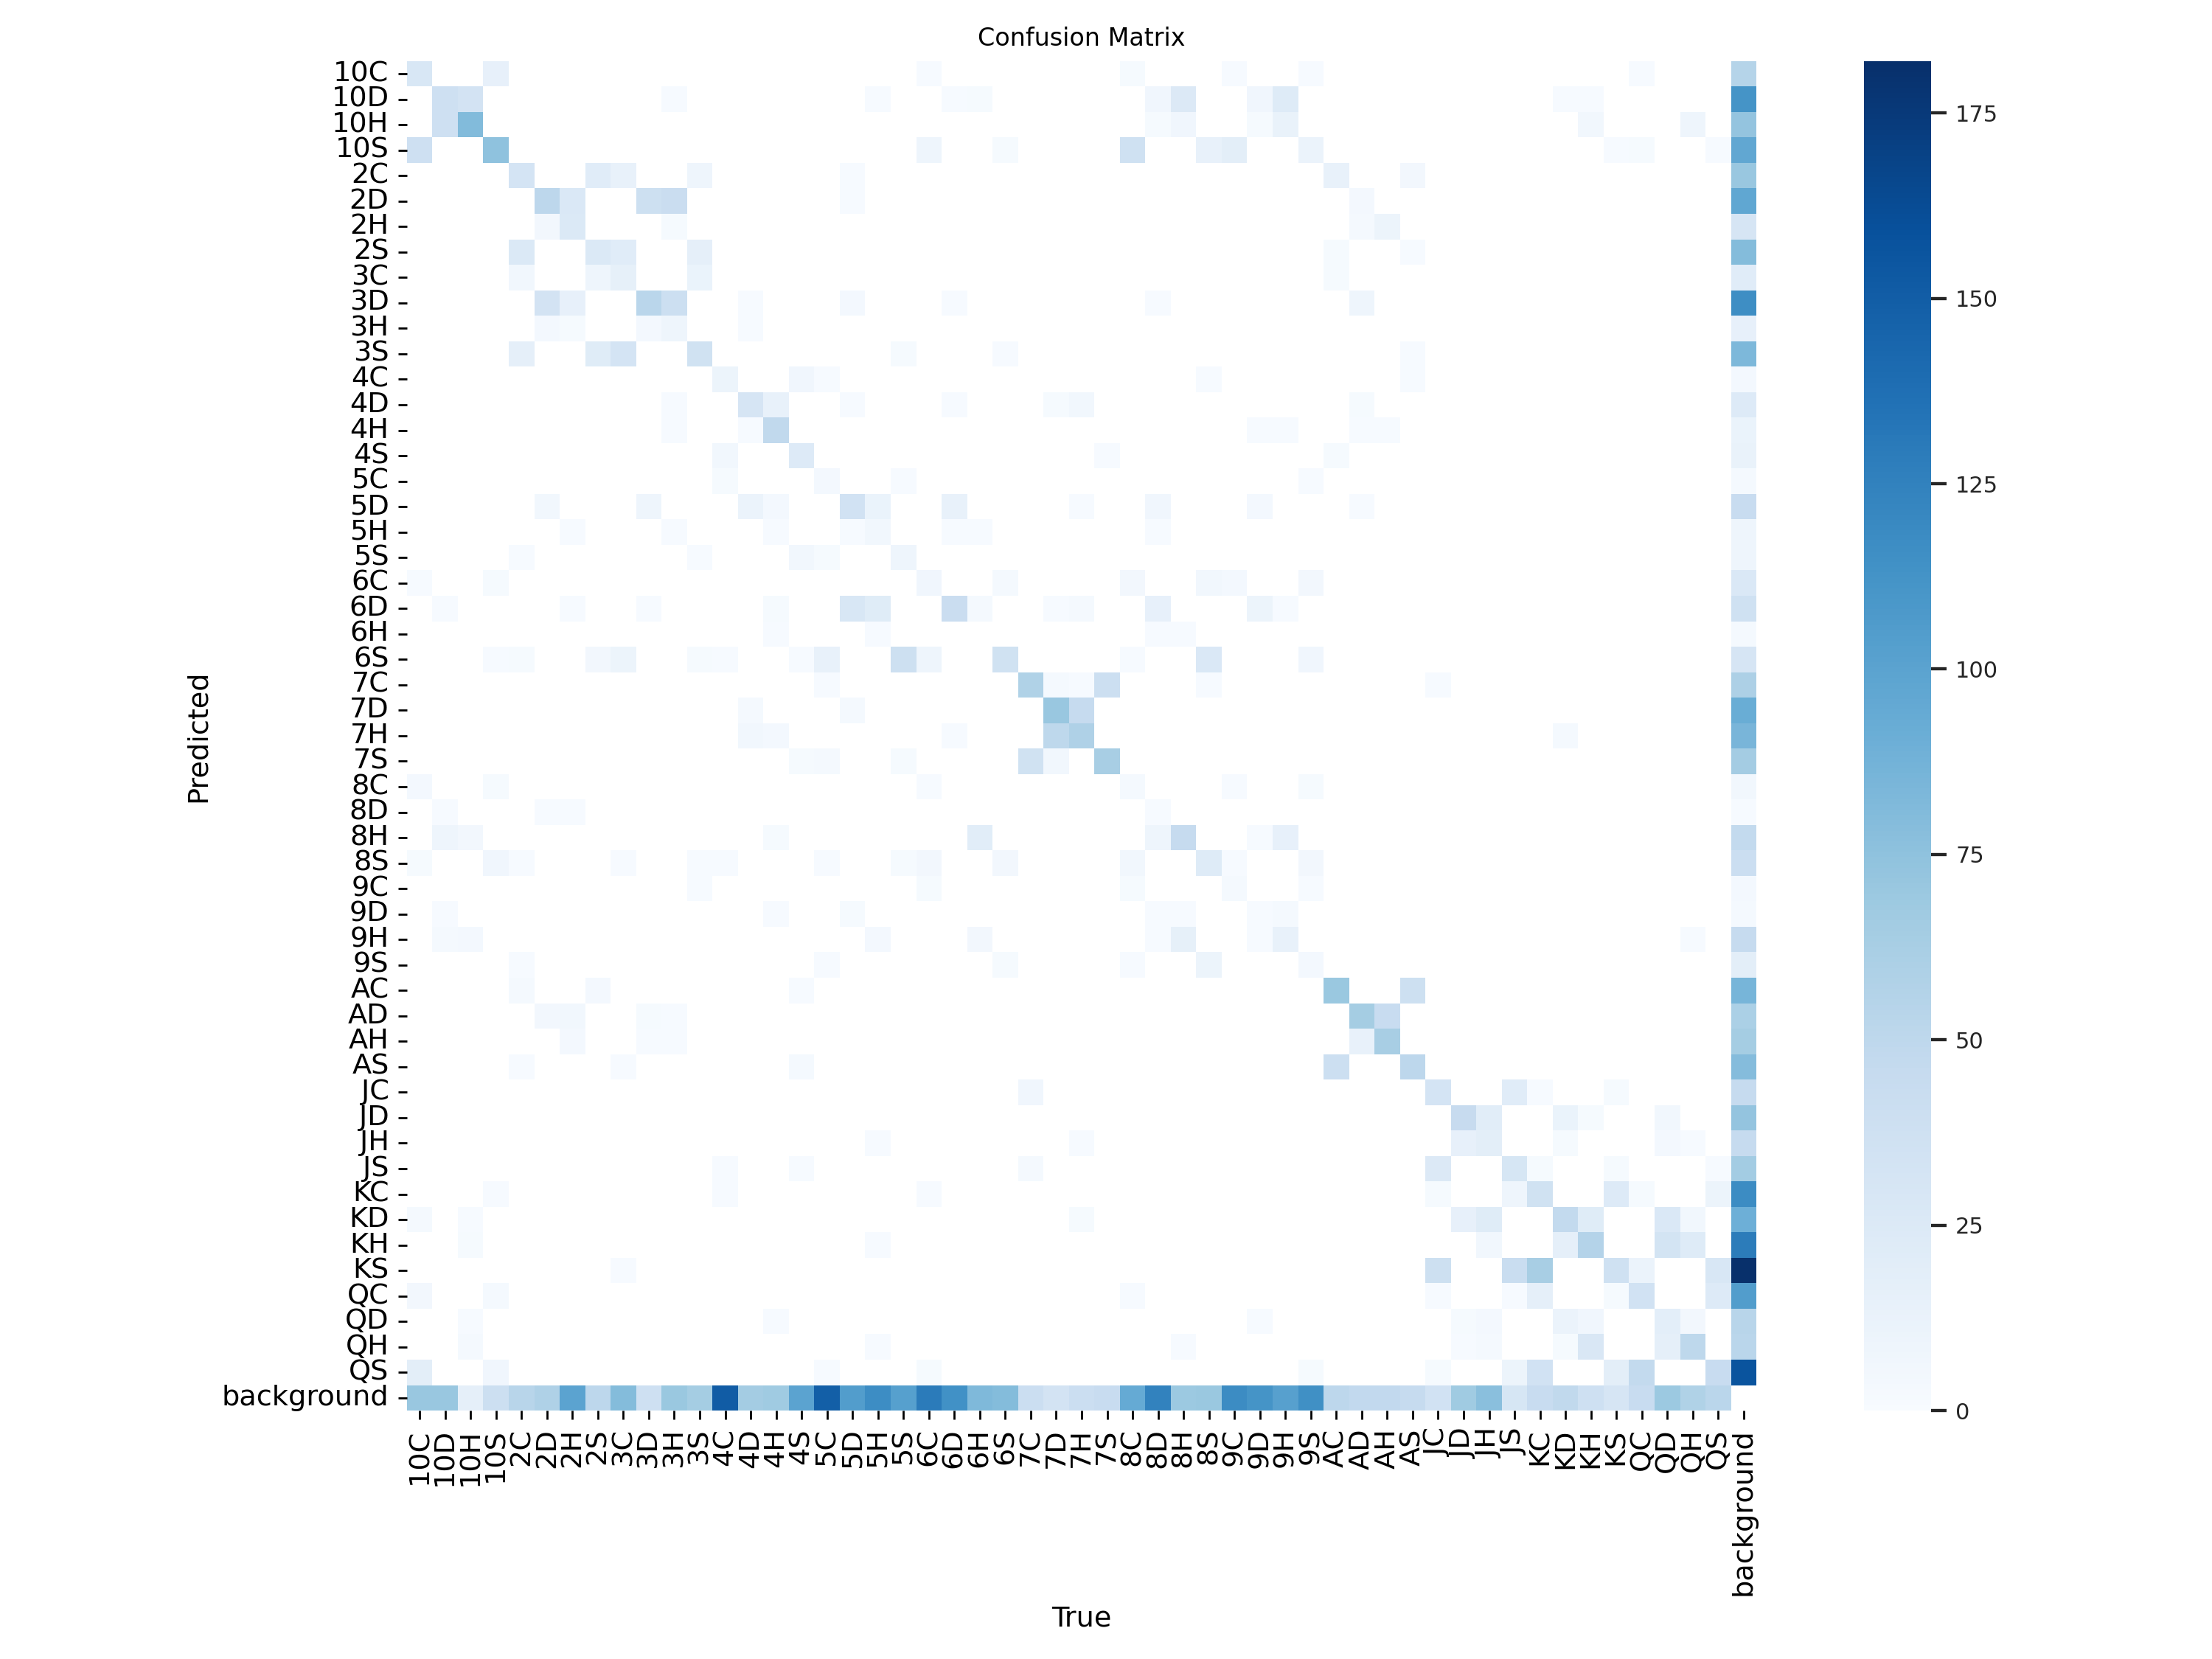 Confusion Matrix
10C
10D
10H
10S
2C
2D
2H
2S
3C
3D
3H
3S
4C
4D
4H
4S
5C
5D
5H
5S
6C
6D
6H
6S
7C
7D
7H
7S
8C
8D
8H
8S
9C
9D
9H
9S
AC
AD
AH
AS
JC
JD
JH
JS
KC
KD
KH
KS
QC
QD
QH
QS
background
Predicted
10C 10D 10H 10S 2C 2D 2H 2S 3C 3D 3H 3S 4C 4D 4H 4S 5C 5D 5H 5S 6C 6D 6H 6S 7C 7D 7H 7S 8C 8D 8H 8S 9C 9D 9H 9S AC AD AH AS JC JD JH JS KC KD KH KS QC QD QH QS background
True
175
150
125
100
75
50
25
0